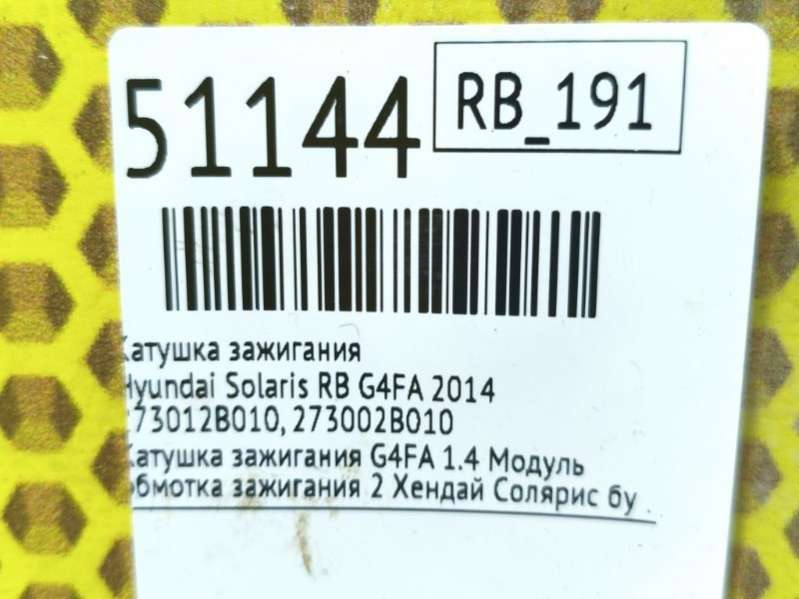 51144
RB_191
Катушка зажигания
Hyundai Solaris RB G4FA 2014
273012B010, 273002B010
Катушка зажигания G4FA 1.4 Модуль
обмотка зажигания 2 Хендай Солярис бу .